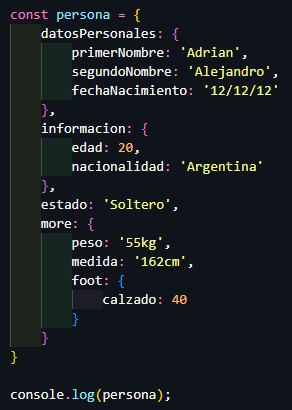 const persona = {
    datosPersonales: {
        primerNombre: 'Adrian',
        segundoNombre: 'Alejandro',
        fechaNacimiento: '12/12/12'
    },
    informacion: {
        edad: 20,
        nacionalidad: 'Argentina'
    },
    estado: 'Soltero',
    more: {
        peso: '55kg',
        medida: '162cm',
        foot: {
            calzado: 40
        }
    }
}

console.log(persona);